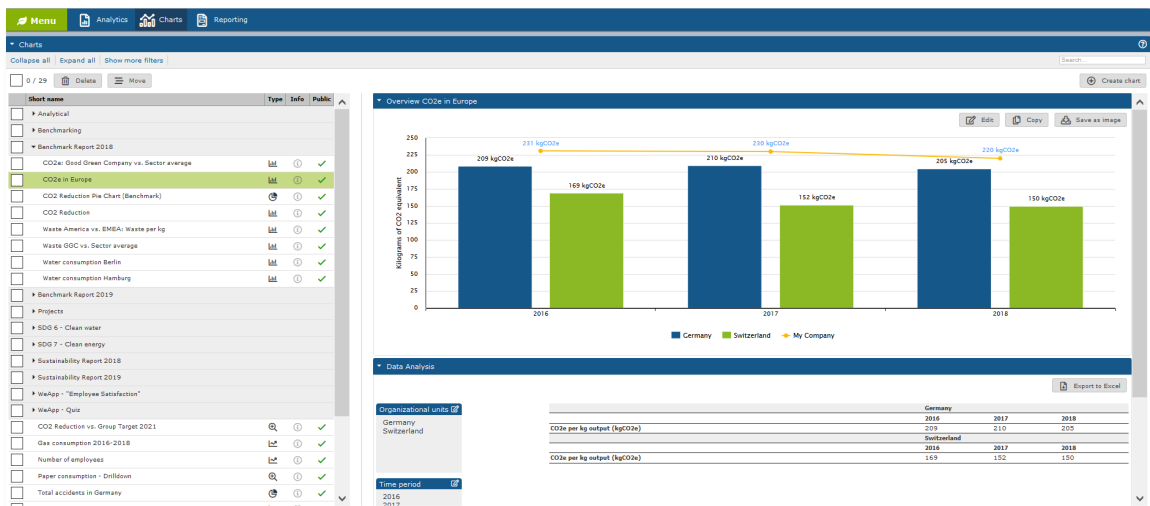 Menu Analytics Charts Reporting
Charts
Collapse all Expand all Show more filters Search...
0 / 29 Delete Move Create chart
Short name Type Info Public
Analytical
Benchmarking
Benchmark Report 2018
CO2e: Good Green Company vs. Sector average
CO2e in Europe
CO2 Reduction Pie Chart (Benchmark)
CO2 Reduction
Waste America vs. EMEA: Waste per kg
Waste GGC vs. Sector average
Water consumption Berlin
Water consumption Hamburg
Benchmark Report 2019
Projects
SDG 6 - Clean water
SDG 7 - Clean energy
Sustainability Report 2018
Sustainability Report 2019
WeApp - "Employee Satisfaction"
WeApp - Quiz
CO2 Reduction vs. Group Target 2021
Gas consumption 2016-2018
Number of employees
Paper consumption - Drilldown
Total accidents in Germany
Overview CO2e in Europe
Edit Copy Save as image
Kilograms of CO2 equivalent
250
225
200
175
150
125
100
75
50
25
0
231 kgCO2e 230 kgCO2e 220 kgCO2e
209 kgCO2e 210 kgCO2e 205 kgCO2e
169 kgCO2e 152 kgCO2e 150 kgCO2e
2016 2017 2018
Germany Switzerland My Company
Data Analysis
Export to Excel
Organizational units
Germany
Switzerland
Time period
2016
2017
Germany
2016 2017 2018
CO2e per kg output (kgCO2e) 209 210 205
Switzerland
2016 2017 2018
CO2e per kg output (kgCO2e) 169 152 150